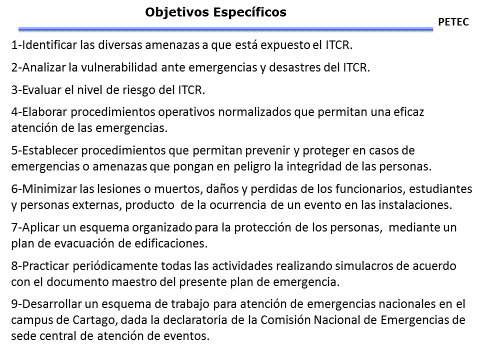 Objetivos Específicos
PETEC
1-Identificar las diversas amenazas a que está expuesto el ITCR.
2-Analizar la vulnerabilidad ante emergencias y desastres del ITCR.
3-Evaluar el nivel de riesgo del ITCR.
4-Elaborar procedimientos operativos normalizados que permitan una eficaz
atención de las emergencias.
5-Establecer procedimientos que permitan prevenir y proteger en casos de
emergencias o amenazas que pongan en peligro la integridad de las personas.
6-Minimizar las lesiones o muertos, daños y perdidas de los funcionarios, estudiantes
y personas externas, producto de la ocurrencia de un evento en las instalaciones.
7-Aplicar un esquema organizado para la protección de los personas, mediante un
plan de evacuación de edificaciones.
8-Practicar periódicamente todas las actividades realizando simulacros de acuerdo
con el documento maestro del presente plan de emergencia.
9-Desarrollar un esquema de trabajo para atención de emergencias nacionales en el
campus de Cartago, dada la declaratoria de la Comisión Nacional de Emergencias de
sede central de atención de eventos.